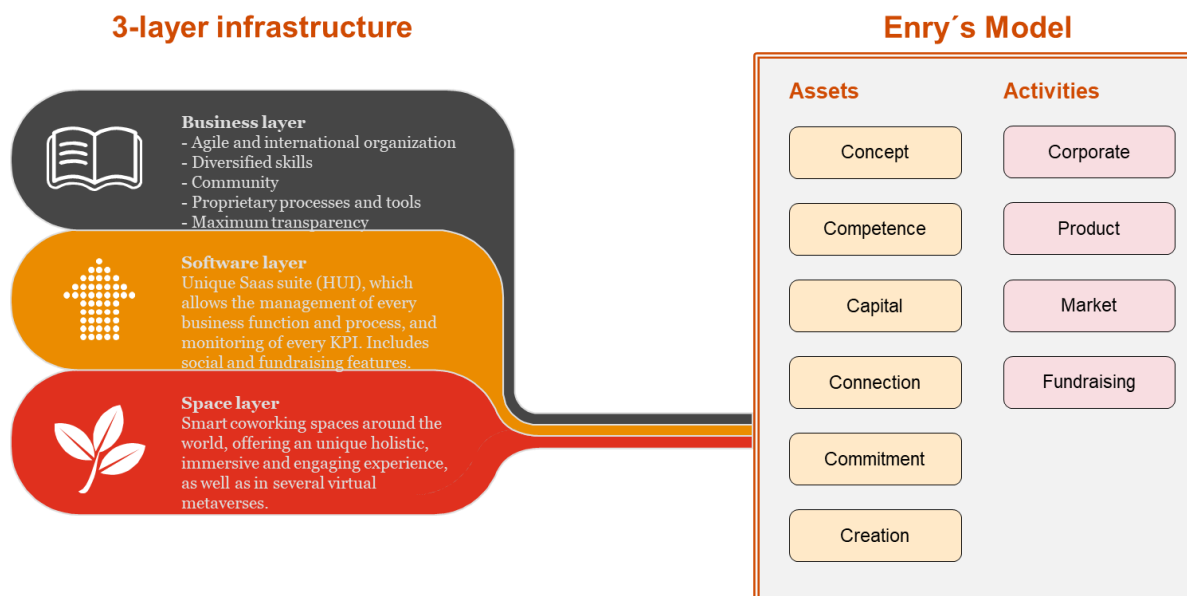 3-layer infrastructure
Business layer
- Agile and international organization
- Diversified skills
- Community
- Proprietary processes and tools
- Maximum transparency
Software layer
Unique Saas suite (HUI), which
allows the management of every
business function and process, and
monitoring of every KPI. Includes
social and fundraising features.
Space layer
Smart coworking spaces around the
world, offering an unique holistic,
immersive and engaging experience,
as well as in several virtual
metaverses.
Enry´s Model
Assets
Concept
Competence
Capital
Connection
Commitment
Creation
Activities
Corporate
Product
Market
Fundraising